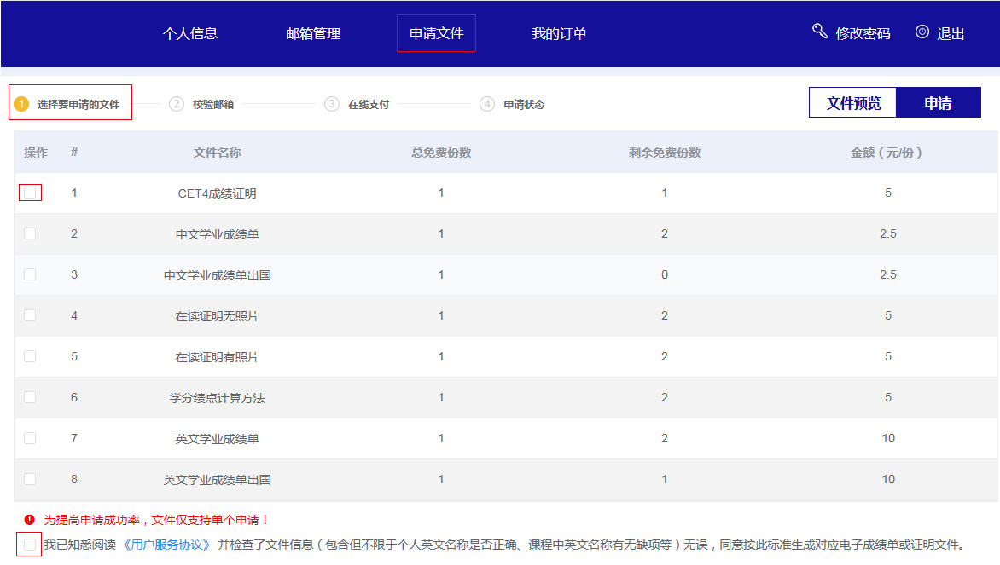 个人信息 邮箱管理 申请文件 我的订单 修改密码 退出
1 选择要申请的文件 2 校验邮箱 3 在线支付 4 申请状态 文件预览 申请
操作 # 文件名称 总免费份数 剩余免费份数 金额（元/份）
1 CET4成绩证明 1 1 5
2 中文学业成绩单 1 2 2.5
3 中文学业成绩单出国 1 0 2.5
4 在读证明无照片 1 2 5
5 在读证明有照片 1 2 5
6 学分绩点计算方法 1 2 5
7 英文学业成绩单 1 2 10
8 英文学业成绩单出国 1 1 10
为提高申请成功率，文件仅支持单个申请！
我已知悉阅读《用户服务协议》并检查了文件信息（包含但不限于个人英文名称是否正确、课程中英文名称有无缺项等）无误，同意按此标准生成对应电子成绩单或证明文件。